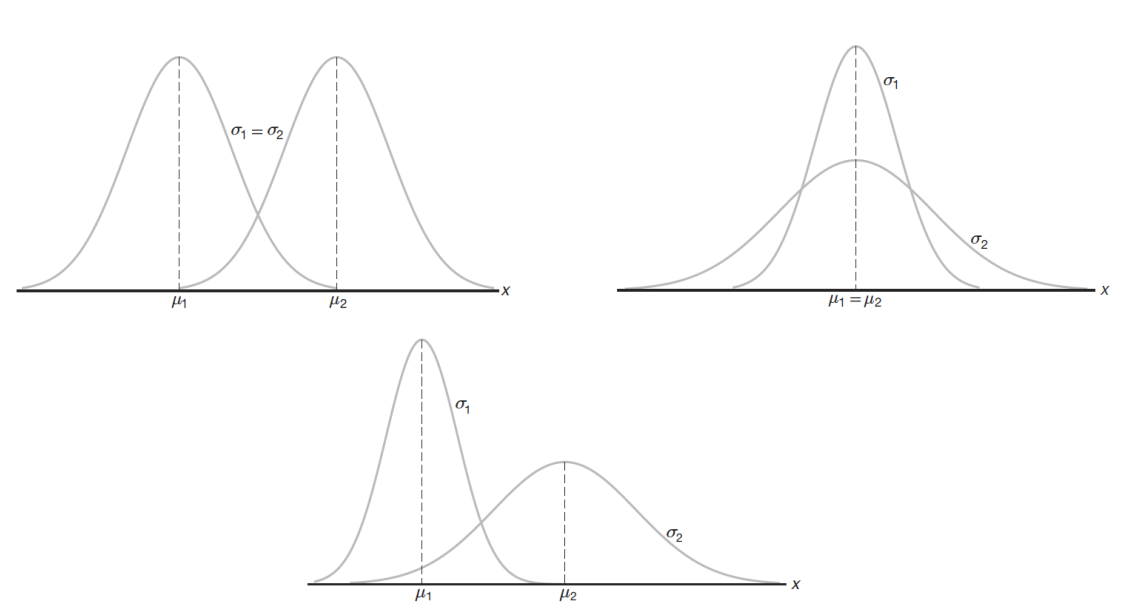 σ₁ = σ₂
μ₁
μ₂
x
σ₁
σ₂
μ₁ = μ₂
x
σ₁
σ₂
μ₁
μ₂
x